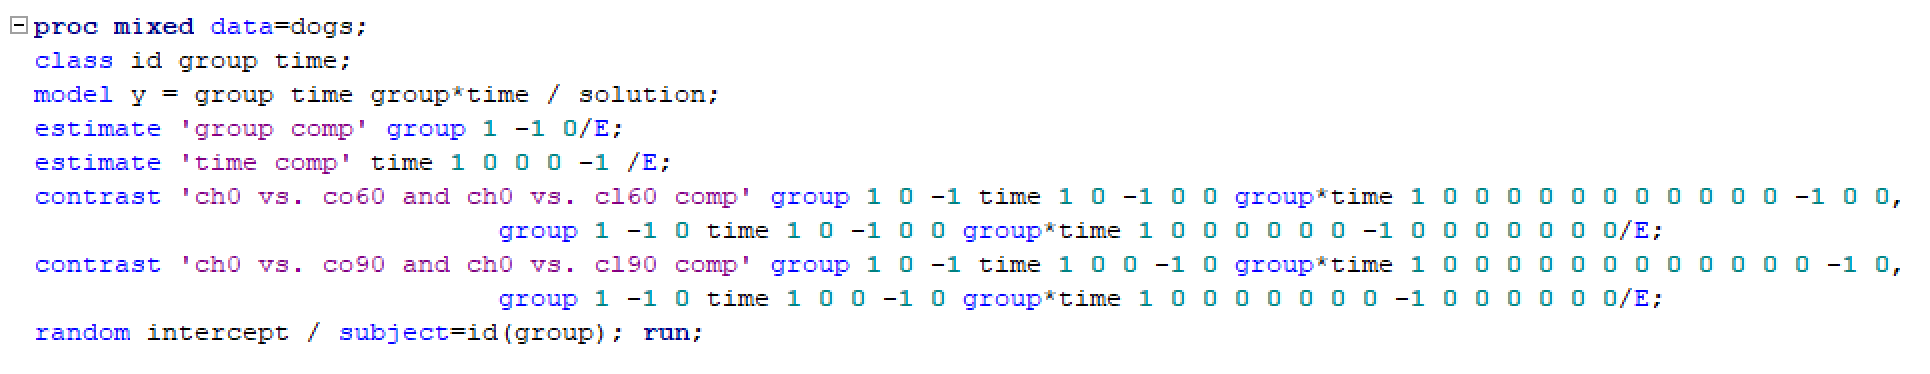 proc mixed data=dogs;
class id group time;
model y = group time group*time / solution;
estimate 'group comp' group 1 -1 0/E;
estimate 'time comp' time 1 0 0 0 -1 /E;
contrast 'ch0 vs. co60 and ch0 vs. cl60 comp' group 1 0 -1 time 1 0 -1 0 0 group*time 1 0 0 0 0 0 0 0 0 0 0 0 -1 0 0,
group 1 -1 0 time 1 0 -1 0 0 group*time 1 0 0 0 0 0 0 -1 0 0 0 0 0 0 0/E;
contrast 'ch0 vs. co90 and ch0 vs. cl90 comp' group 1 0 -1 time 1 0 0 -1 0 group*time 1 0 0 0 0 0 0 0 0 0 0 0 0 -1 0,
group 1 -1 0 time 1 0 0 -1 0 group*time 1 0 0 0 0 0 0 0 -1 0 0 0 0 0 0/E;
random intercept / subject=id(group); run;